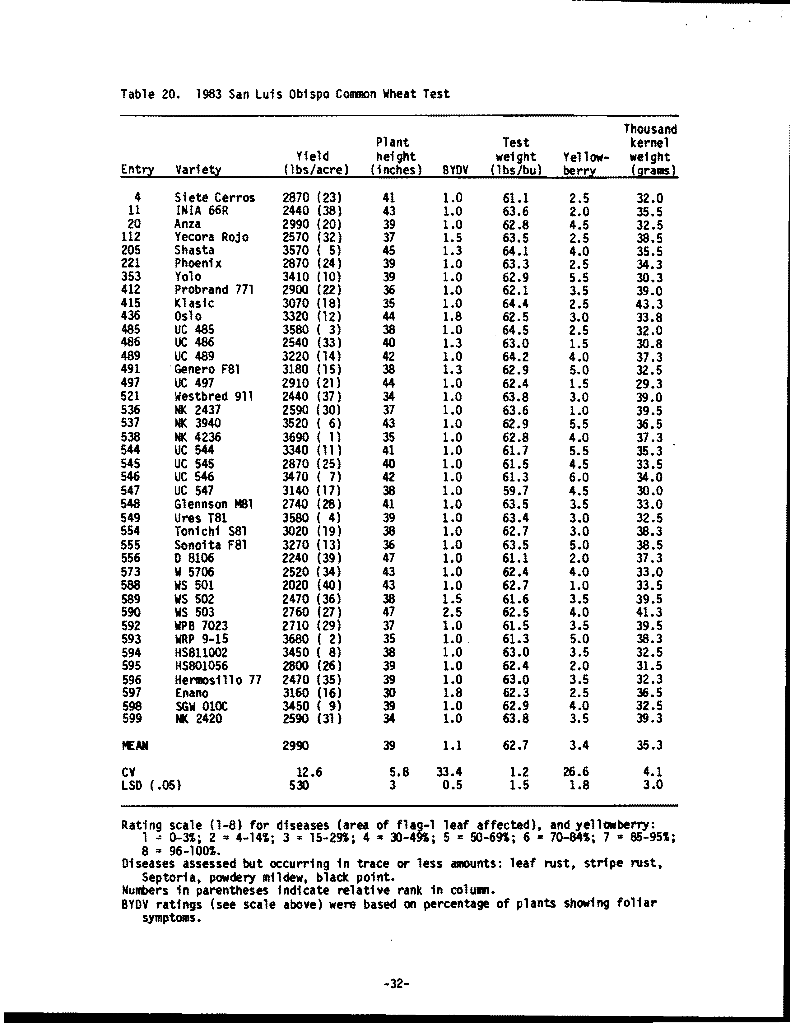 Table 20. 1983 San Luis Obispo Common Wheat Test
Thousand
Plant Test kernel
Yield height weight Yellow- weight
Entry Variety (lbs/acre) (inches) BYDV (lbs/bu) berry (grams)
4 Siete Cerros 2870 (23) 41 1.0 61.1 2.5 32.0
11 INIA 66R 2440 (38) 43 1.0 63.6 2.0 35.5
20 Anza 2990 (20) 39 1.0 62.8 4.5 32.5
112 Yecora Rojo 2570 (32) 37 1.5 63.5 2.5 38.5
205 Shasta 3570 ( 5) 45 1.3 64.1 4.0 35.5
221 Phoenix 2870 (24) 39 1.0 63.3 2.5 34.3
353 Yolo 3410 (10) 39 1.0 62.9 5.5 30.3
412 Probrand 771 2900 (22) 36 1.0 62.1 3.5 39.0
415 Klasic 3070 (18) 35 1.0 64.4 2.5 43.3
436 Oslo 3320 (12) 44 1.8 62.5 3.0 33.8
485 UC 485 3580 ( 3) 38 1.0 64.5 2.5 32.0
486 UC 486 2540 (33) 40 1.3 63.0 1.5 30.8
489 UC 489 3220 (14) 42 1.0 64.2 4.0 37.3
491 Genero F81 3180 (15) 38 1.3 62.9 5.0 32.5
497 UC 497 2910 (21) 44 1.0 62.4 1.5 29.3
521 Westbred 911 2440 (37) 34 1.0 63.8 3.0 39.0
536 NK 2437 2590 (30) 37 1.0 63.6 1.0 39.5
537 NK 3940 3520 ( 6) 43 1.0 62.9 5.5 36.5
538 NK 4236 3690 ( 1) 35 1.0 62.8 4.0 37.3
544 UC 544 3340 (11) 41 1.0 61.7 5.5 35.3
545 UC 545 2870 (25) 40 1.0 61.5 4.5 33.5
546 UC 546 3470 ( 7) 42 1.0 61.3 6.0 34.0
547 UC 547 3140 (17) 38 1.0 59.7 4.5 30.0
548 Glennson M81 2740 (28) 41 1.0 63.5 3.5 33.0
549 Ures T81 3580 ( 4) 39 1.0 63.4 3.0 32.5
554 Tonichi S81 3020 (19) 38 1.0 62.7 3.0 38.3
555 Sonoita F81 3270 (13) 36 1.0 63.5 5.0 38.5
556 D 8106 2240 (39) 47 1.0 61.1 2.0 37.3
573 W 5706 2520 (34) 43 1.0 62.4 4.0 33.0
588 WS 501 2020 (40) 43 1.0 62.7 1.0 33.5
589 WS 502 2470 (36) 38 1.5 61.6 3.5 39.5
590 WS 503 2760 (27) 47 2.5 62.5 4.0 41.3
592 WPB 7023 2710 (29) 37 1.0 61.5 3.5 39.5
593 WRP 9-15 3680 ( 2) 35 1.0 61.3 5.0 38.3
594 HS811002 3450 ( 8) 38 1.0 63.0 3.5 32.5
595 HS801056 2800 (26) 39 1.0 62.4 2.0 31.5
596 Hermosillo 77 2470 (35) 39 1.0 63.0 3.5 32.3
597 Enano 3160 (16) 30 1.8 62.3 2.5 36.5
598 SGW 010C 3450 ( 9) 39 1.0 62.9 4.0 32.5
599 NK 2420 2590 (31) 34 1.0 63.8 3.5 39.3
MEAN 2990 39 1.1 62.7 3.4 35.3
CV 12.6 5.8 33.4 1.2 26.6 4.1
LSD (.05) 530 3 0.5 1.5 1.8 3.0
Rating scale (1-8) for diseases (area of flag-1 leaf affected), and yellowberry:
1 = 0-3%; 2 = 4-14%; 3 = 15-29%; 4 = 30-49%; 5 = 50-69%; 6 = 70-84%; 7 = 85-95%;
8 = 96-100%.
Diseases assessed but occurring in trace or less amounts: leaf rust, stripe rust,
Septoria, powdery mildew, black point.
Numbers in parentheses indicate relative rank in column.
BYDV ratings (see scale above) were based on percentage of plants showing foliar
symptoms.
-32-